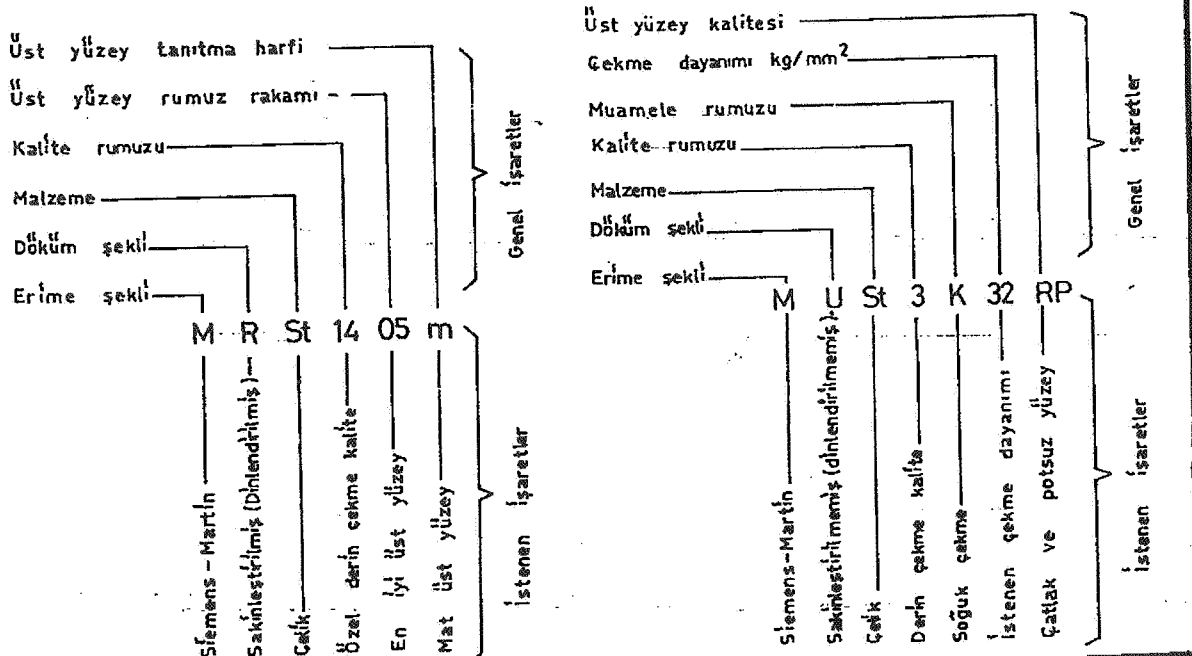 Üst yüzey tanıtma harfi
Üst yüzey rumuz rakamı
Kalite rumuzu
Malzeme
Döküm şekli
Erime şekli
Genel işaretler
M R St 14 05 m
Siemens-Martin
Sakinleştirilmiş (Dinlendirilmiş)
Çelik
Özel derin çekme kalite
En iyi üst yüzey
Mat üst yüzey
İstenen işaretler
Üst yüzey kalitesi
Çekme dayanımı kg/mm²
Muamele rumuzu
Kalite rumuzu
Malzeme
Döküm şekli
Erime şekli
Genel işaretler
M U St 3 K 32 RP
Siemens-Martin
Sakinleştirilmemiş (dinlendirilmemiş)
Çelik
Derin çekme kalite
Soğuk çekme
İstenen çekme dayanımı
Çatlak ve potsuz yüzey
İstenen işaretler